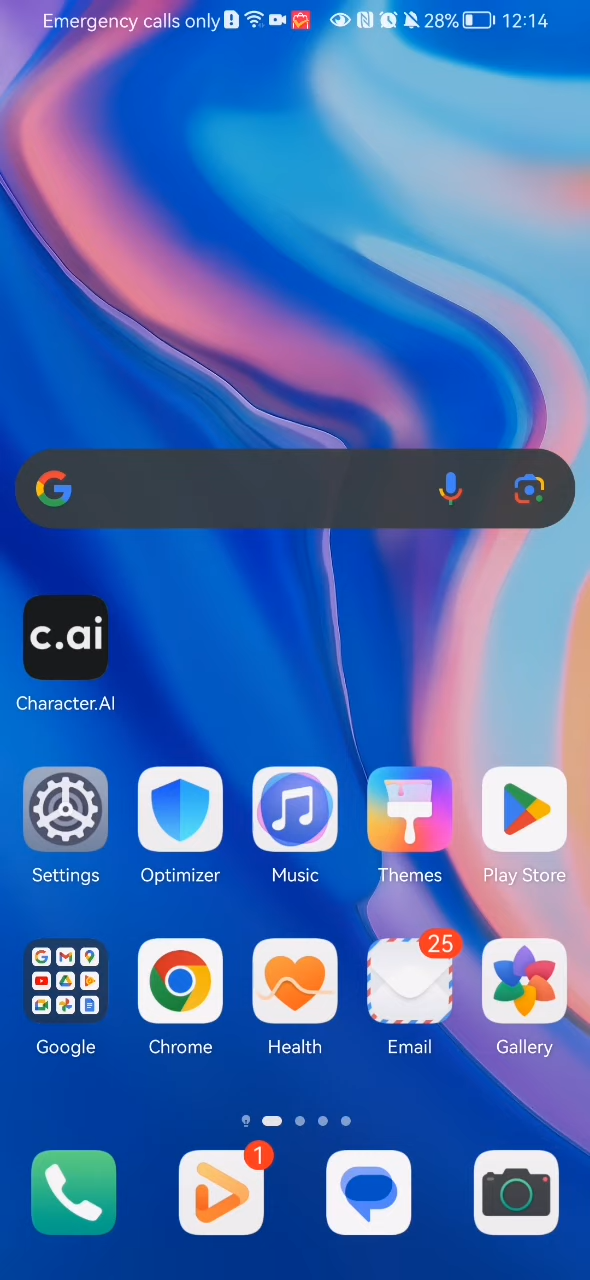 Emergency calls only 28% 12:14
c.ai
Character.AI
Settings Optimizer Music Themes Play Store
25
Google Chrome Health Email Gallery
1